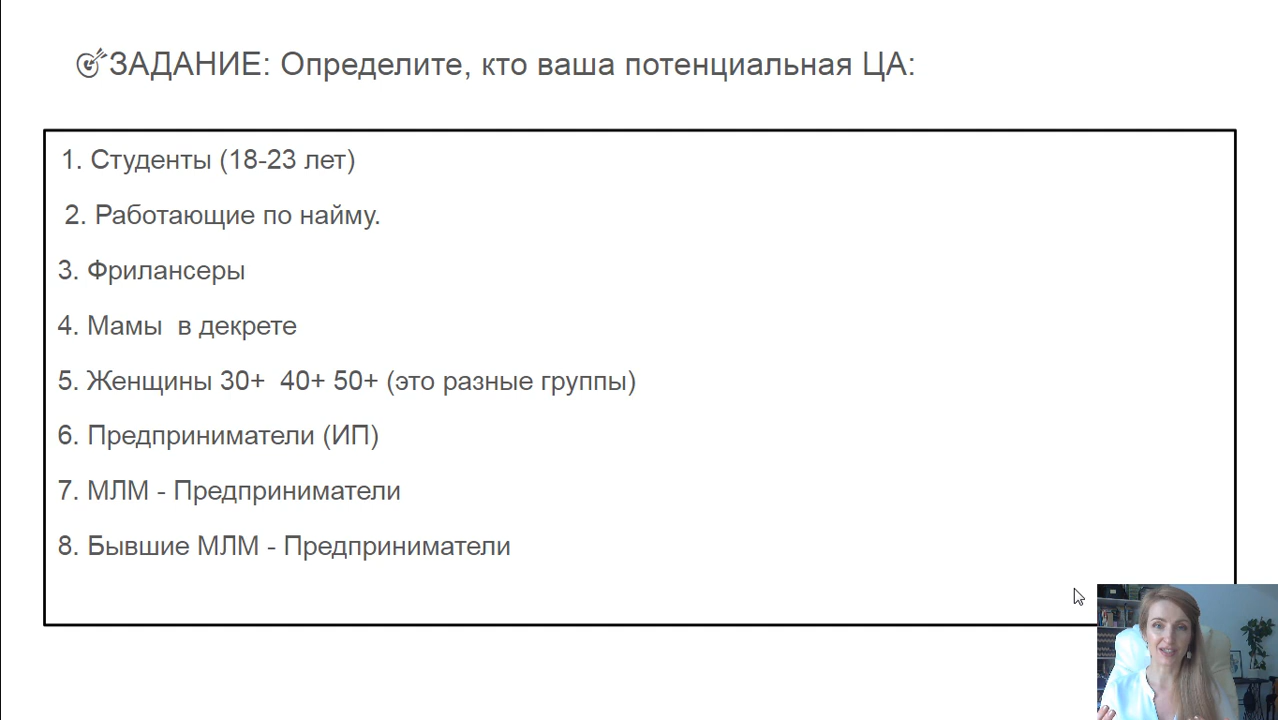 ЗАДАНИЕ: Определите, кто ваша потенциальная ЦА:
1. Студенты (18-23 лет)
2. Работающие по найму.
3. Фрилансеры
4. Мамы в декрете
5. Женщины 30+ 40+ 50+ (это разные группы)
6. Предприниматели (ИП)
7. МЛМ - Предприниматели
8. Бывшие МЛМ - Предприниматели